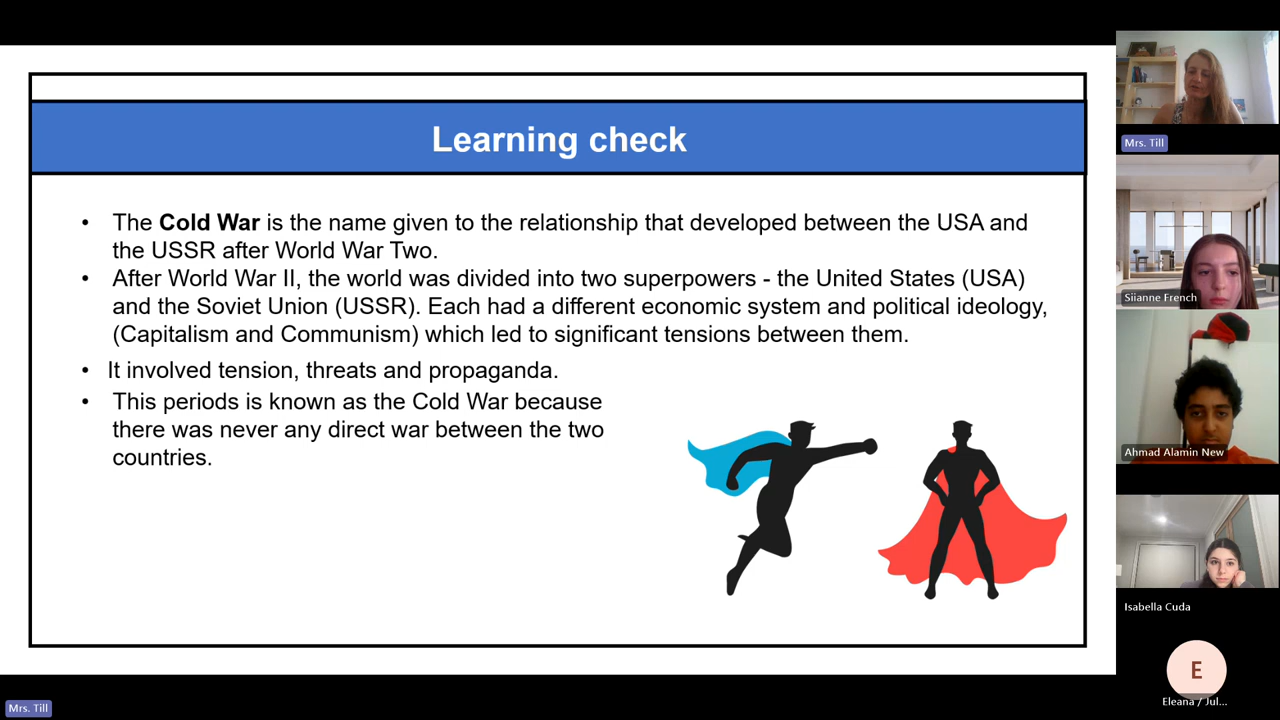 Learning check
• The Cold War is the name given to the relationship that developed between the USA and
the USSR after World War Two.
• After World War II, the world was divided into two superpowers - the United States (USA)
and the Soviet Union (USSR). Each had a different economic system and political ideology,
(Capitalism and Communism) which led to significant tensions between them.
• It involved tension, threats and propaganda.
• This periods is known as the Cold War because
there was never any direct war between the two
countries.
Mrs. Till
Siianne French
Ahmad Alamin New
Isabella Cuda
E
Eleana / Jul...
Mrs. Till